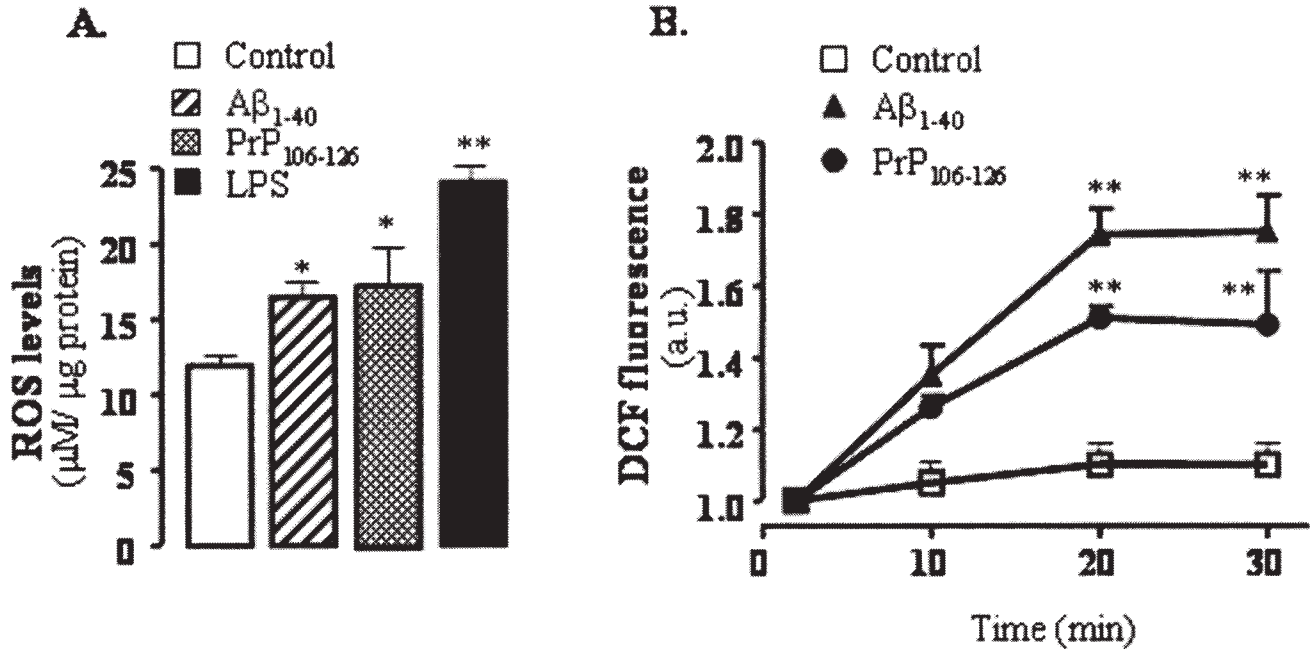 A.
Control
Aβ1-40
PrP106-126
LPS
ROS levels
(μM/ μg protein)
25
20
15
10
5
0
*
*
**
B.
Control
Aβ1-40
PrP106-126
DCF fluorescence
(a.u.)
2.0
1.8
1.6
1.4
1.2
1.0
**
**
**
**
0 10 20 30
Time (min)